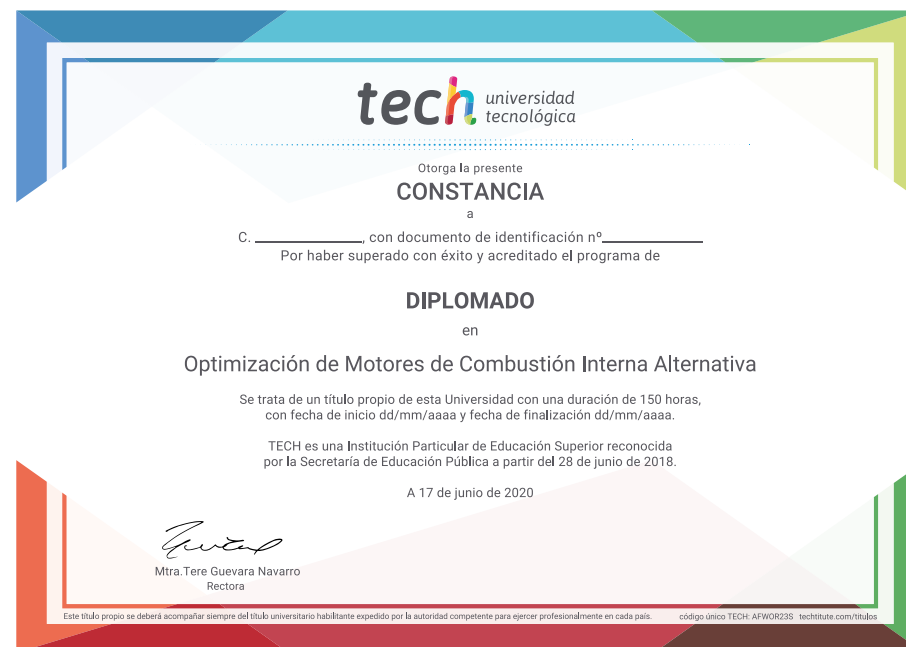 tech universidad
tecnológica
Otorga la presente
CONSTANCIA
a
C. ____________, con documento de identificación nº____________
Por haber superado con éxito y acreditado el programa de
DIPLOMADO
en
Optimización de Motores de Combustión Interna Alternativa
Se trata de un título propio de esta Universidad con una duración de 150 horas,
con fecha de inicio dd/mm/aaaa y fecha de finalización dd/mm/aaaa.
TECH es una Institución Particular de Educación Superior reconocida
por la Secretaría de Educación Pública a partir del 28 de junio de 2018.
A 17 de junio de 2020
Mtra.Tere Guevara Navarro
Rectora
Este título propio se deberá acompañar siempre del título universitario habilitante expedido por la autoridad competente para ejercer profesionalmente en cada país. código único TECH: AFWOR23S techtitute.com/titulos